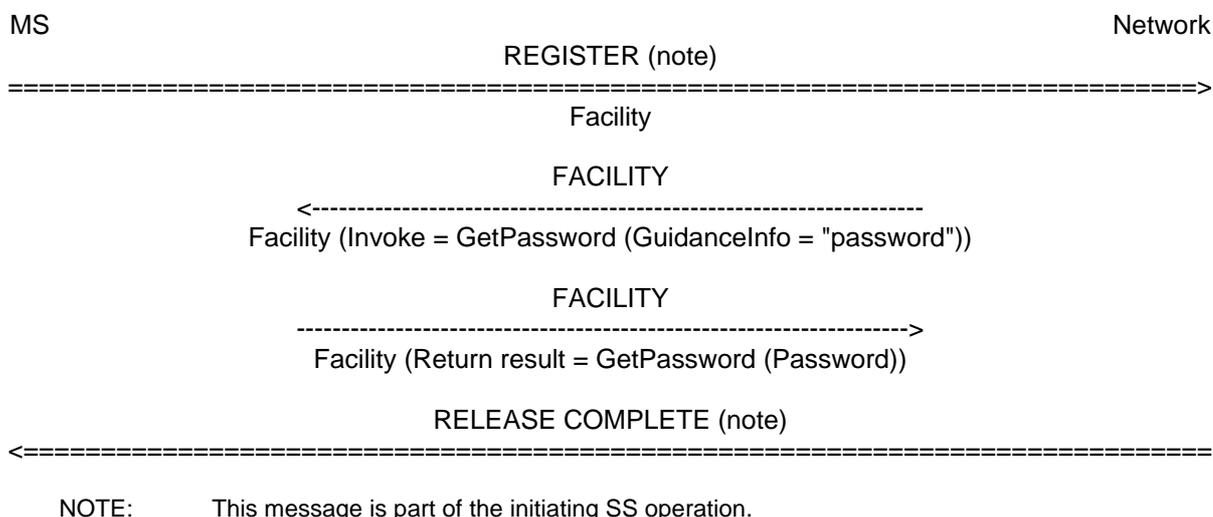 MS Network
REGISTER (note)
============================================================================>
Facility
FACILITY
<--------------------------------------------------------------------
Facility (Invoke = GetPassword (GuidanceInfo = "password"))
FACILITY
-------------------------------------------------------------------->
Facility (Return result = GetPassword (Password))
RELEASE COMPLETE (note)
<============================================================================
NOTE: This message is part of the initiating SS operation.